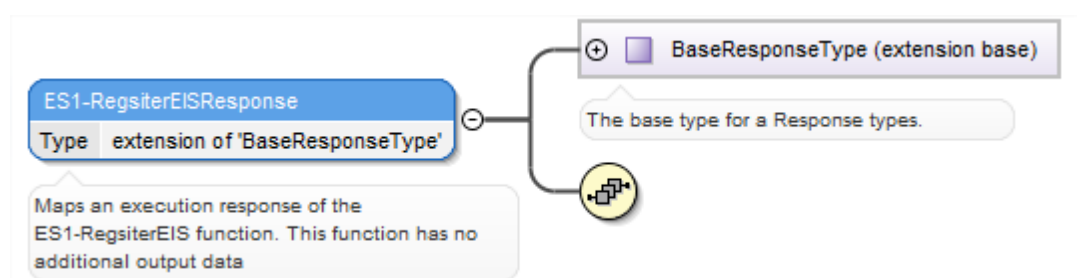 BaseResponseType (extension base)
The base type for a Response types.
ES1-RegsiterEISResponse
Type extension of 'BaseResponseType'
Maps an execution response of the
ES1-RegsiterEIS function. This function has no
additional output data